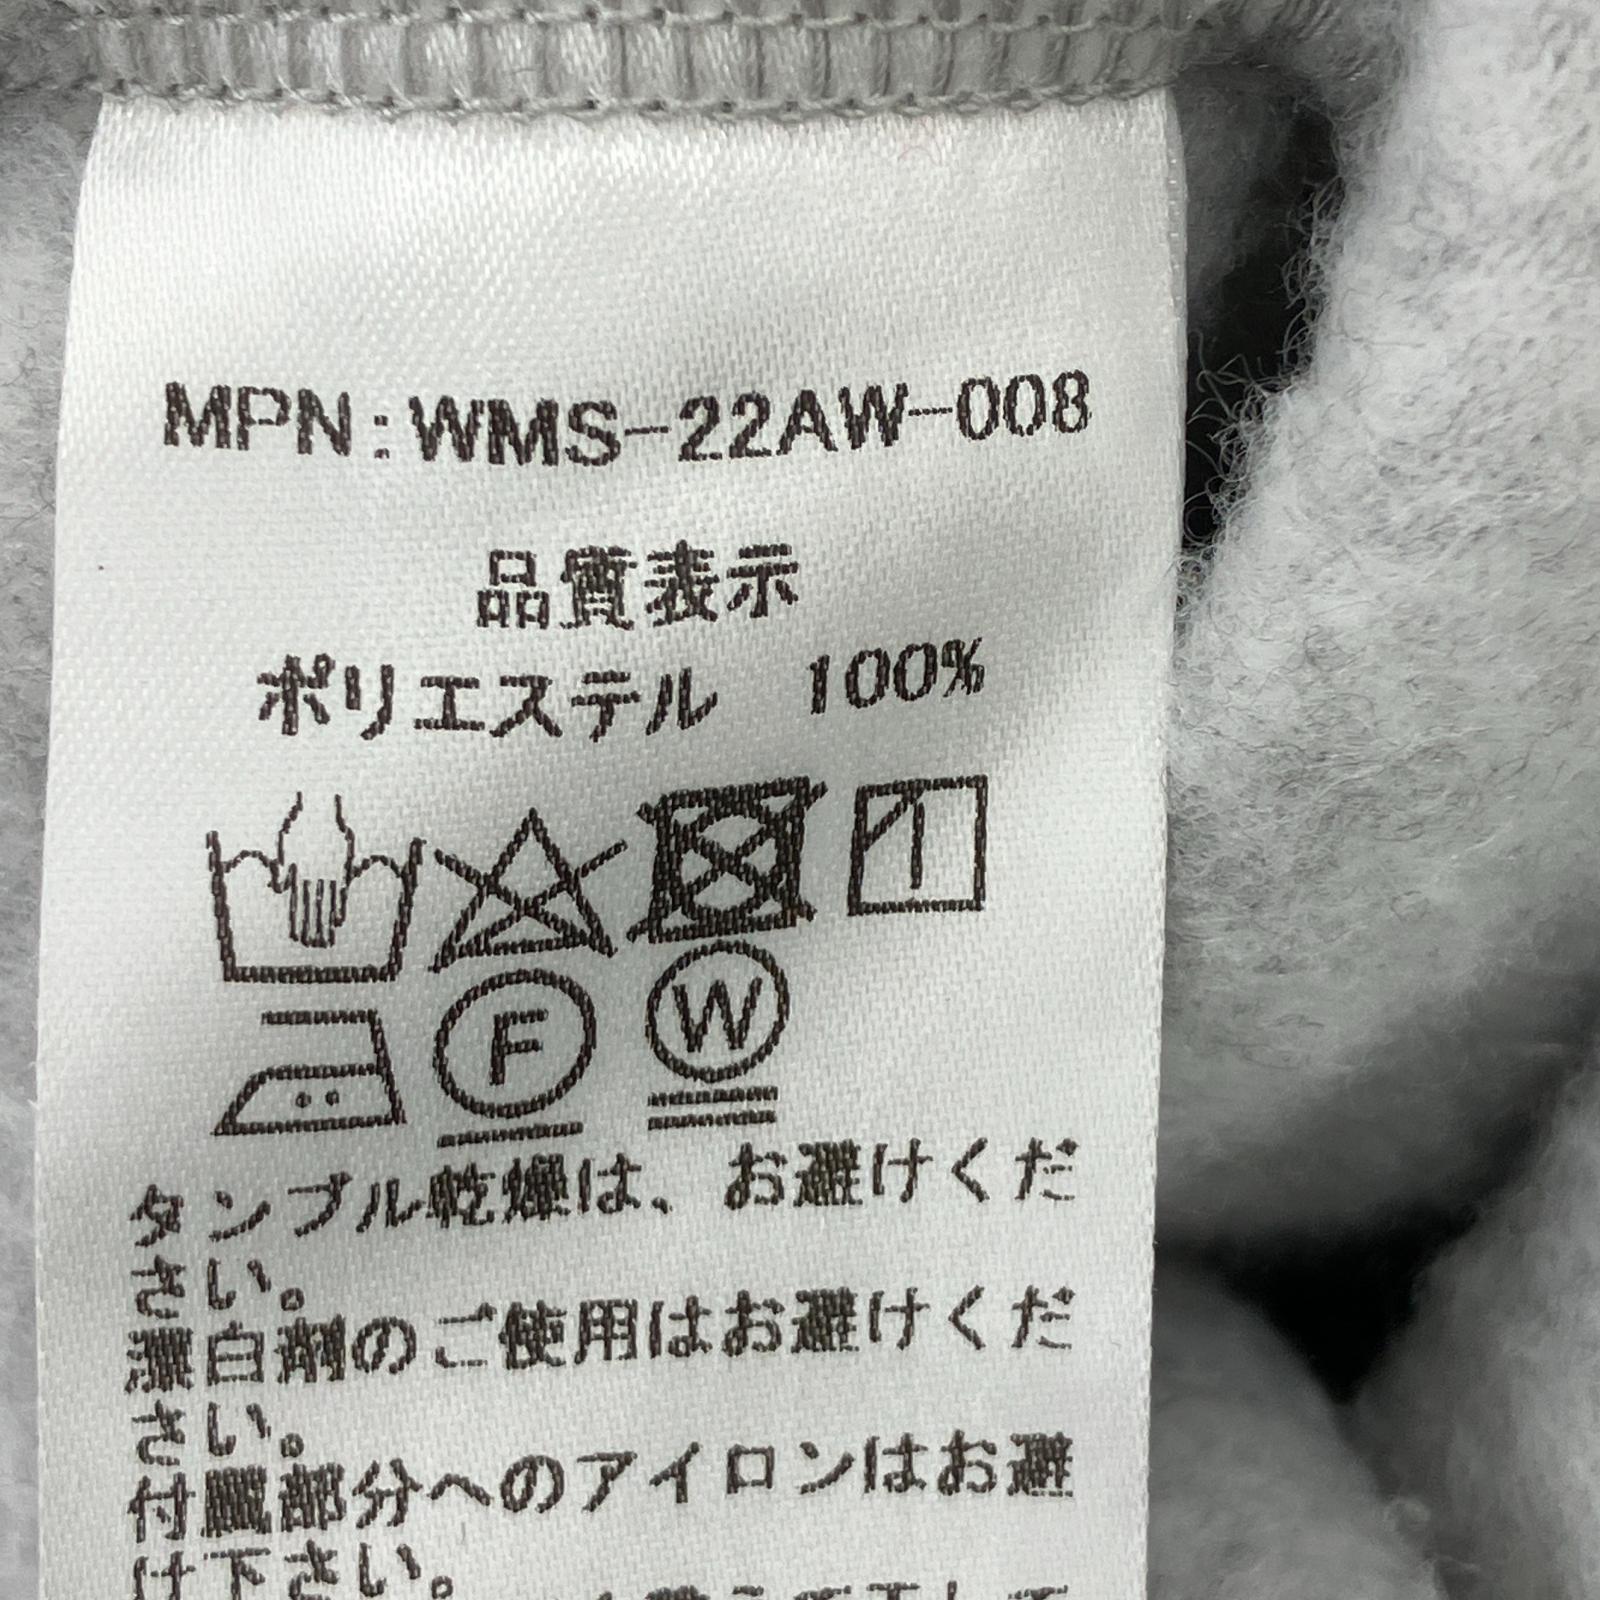 MPN:WMS-22AW-008
品質表示
ポリエステル 100%
F
W
タンブル乾燥は、お避けくだ
さい。
漂白剤のご使用はお避けくだ
さい。
付属部分へのアイロンはお避
け下さい。